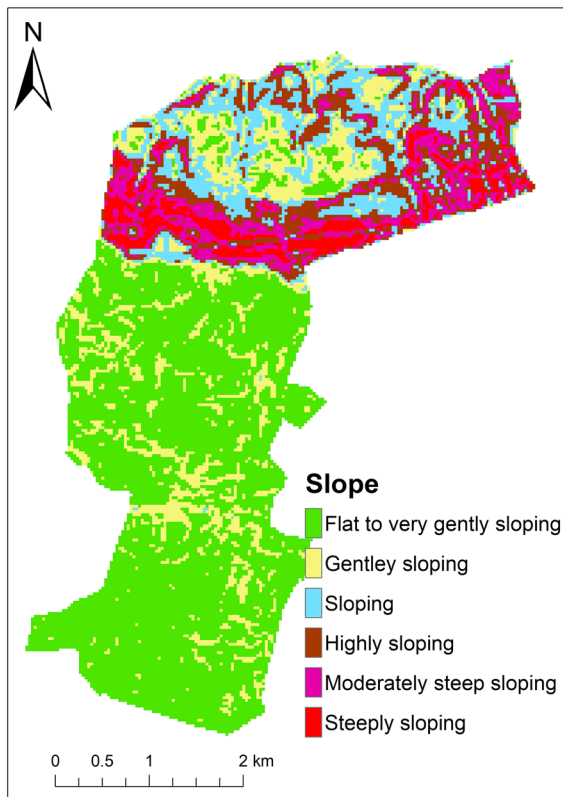 N
Slope
Flat to very gently sloping
Gentley sloping
Sloping
Highly sloping
Moderately steep sloping
Steeply sloping
0 0.5 1 2 km